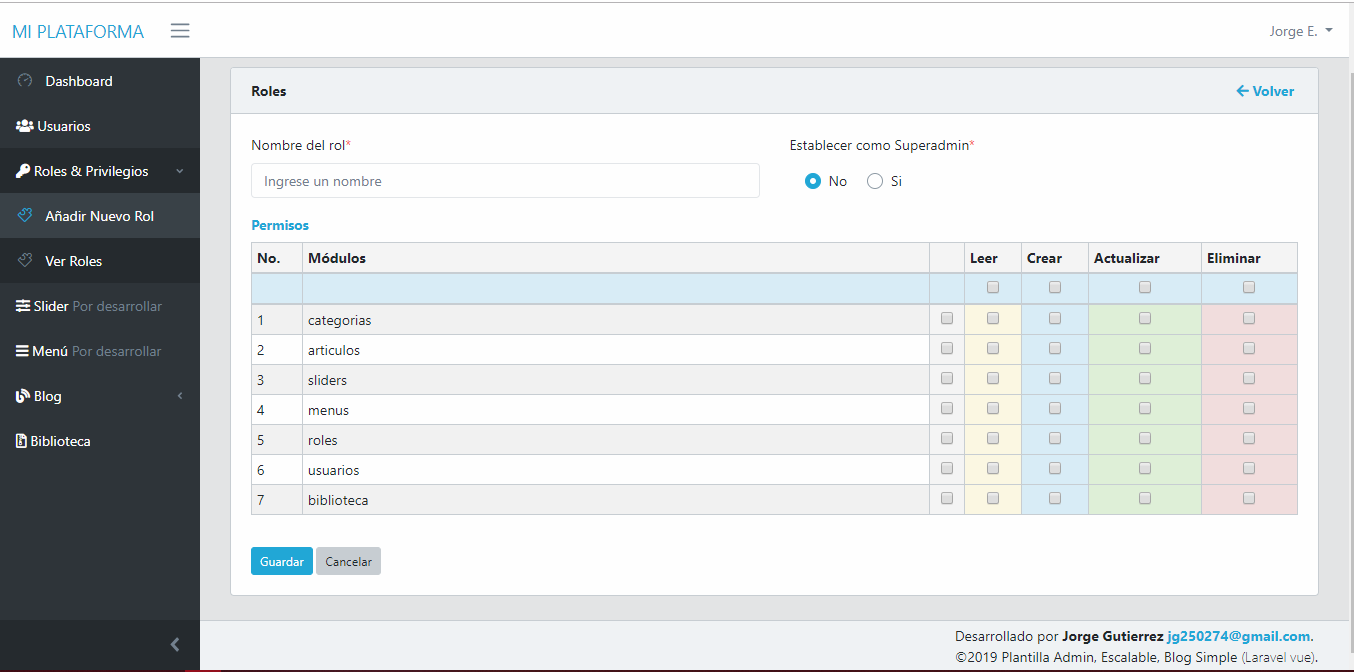 MI PLATAFORMA
Jorge E.
Dashboard
Usuarios
Roles & Privilegios
Añadir Nuevo Rol
Ver Roles
Slider Por desarrollar
Menú Por desarrollar
Blog
Biblioteca
Roles
Volver
Nombre del rol*
Establecer como Superadmin*
Ingrese un nombre
No Si
Permisos
No. Módulos Leer Crear Actualizar Eliminar
1 categorias
2 articulos
3 sliders
4 menus
5 roles
6 usuarios
7 biblioteca
Guardar Cancelar
Desarrollado por Jorge Gutierrez jg250274@gmail.com.
©2019 Plantilla Admin, Escalable, Blog Simple (Laravel vue).